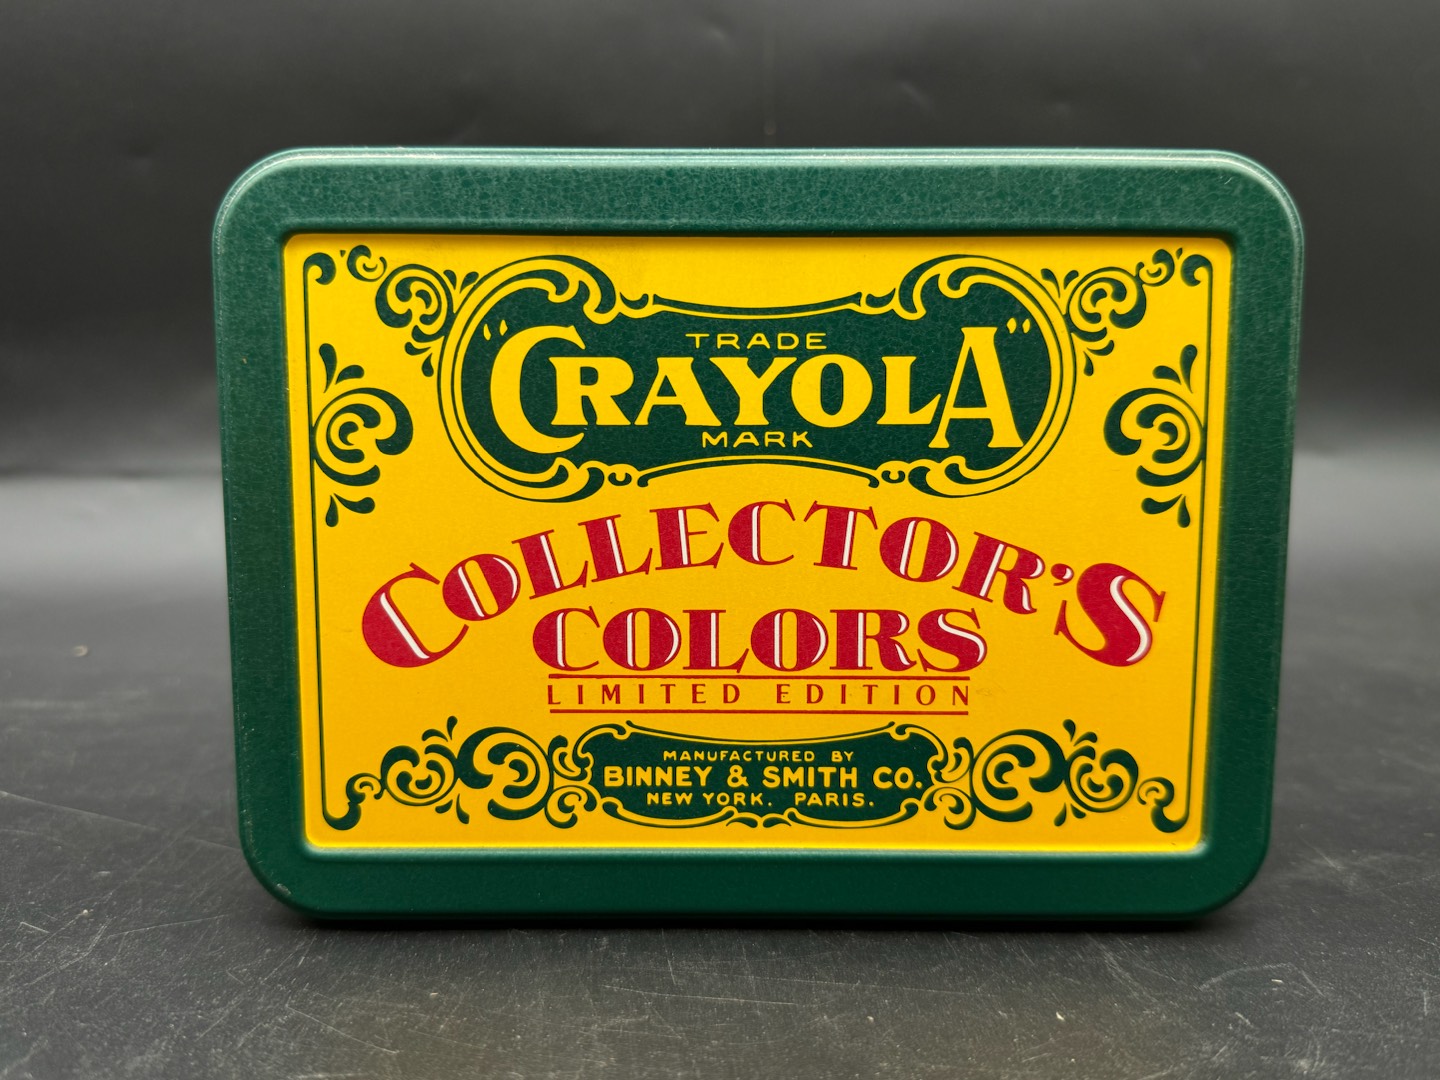 TRADE
"CRAYOLA"
MARK
COLLECTOR'S
COLORS
LIMITED EDITION
MANUFACTURED BY
BINNEY & SMITH CO.
NEW YORK. PARIS.